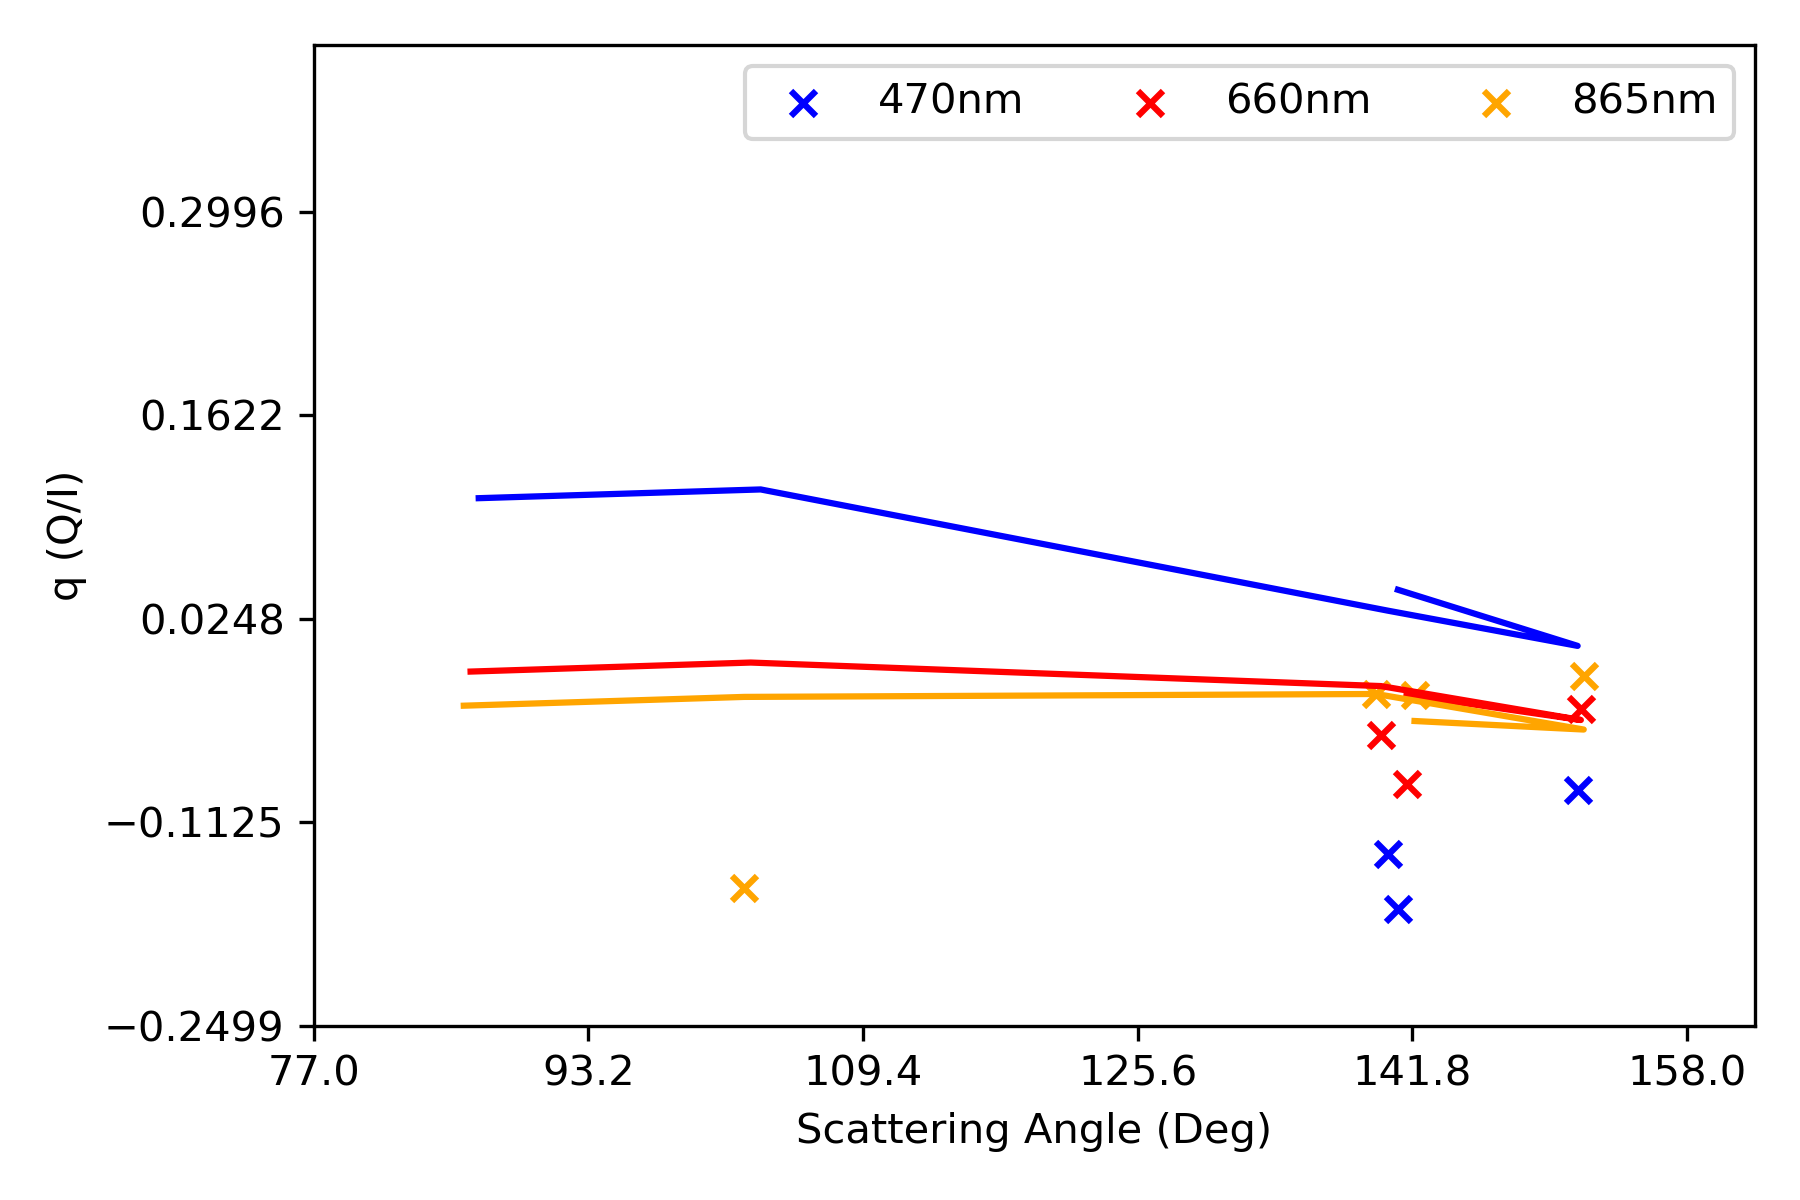 470nm 660nm 865nm
q (Q/I)
0.2996
0.1622
0.0248
−0.1125
−0.2499
77.0 93.2 109.4 125.6 141.8 158.0
Scattering Angle (Deg)